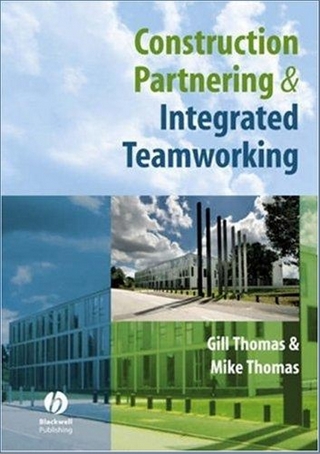 Construction
Partnering &
Integrated
Teamworking
Gill Thomas &
Mike Thomas
Blackwell
Publishing